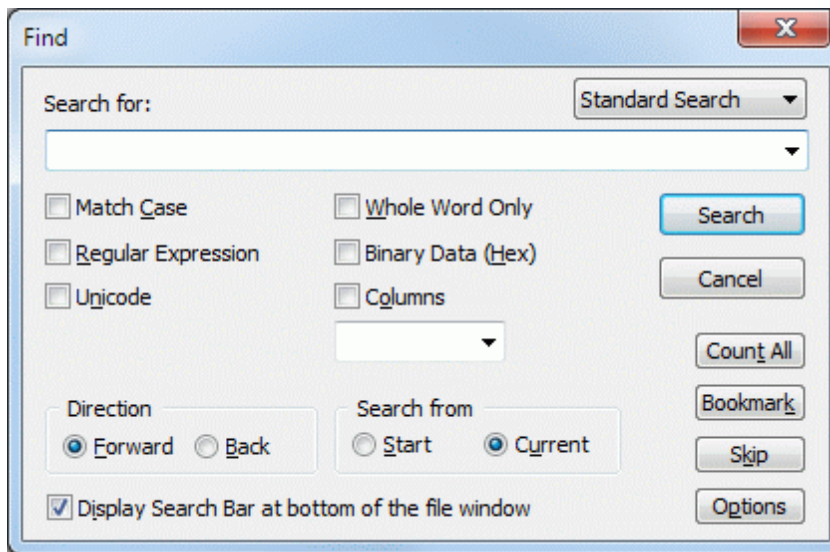 Find
Search for:
Standard Search
Match Case
Whole Word Only
Search
Regular Expression
Binary Data (Hex)
Cancel
Unicode
Columns
Count All
Direction
Search from
Bookmark
Forward
Back
Start
Current
Skip
Display Search Bar at bottom of the file window
Options